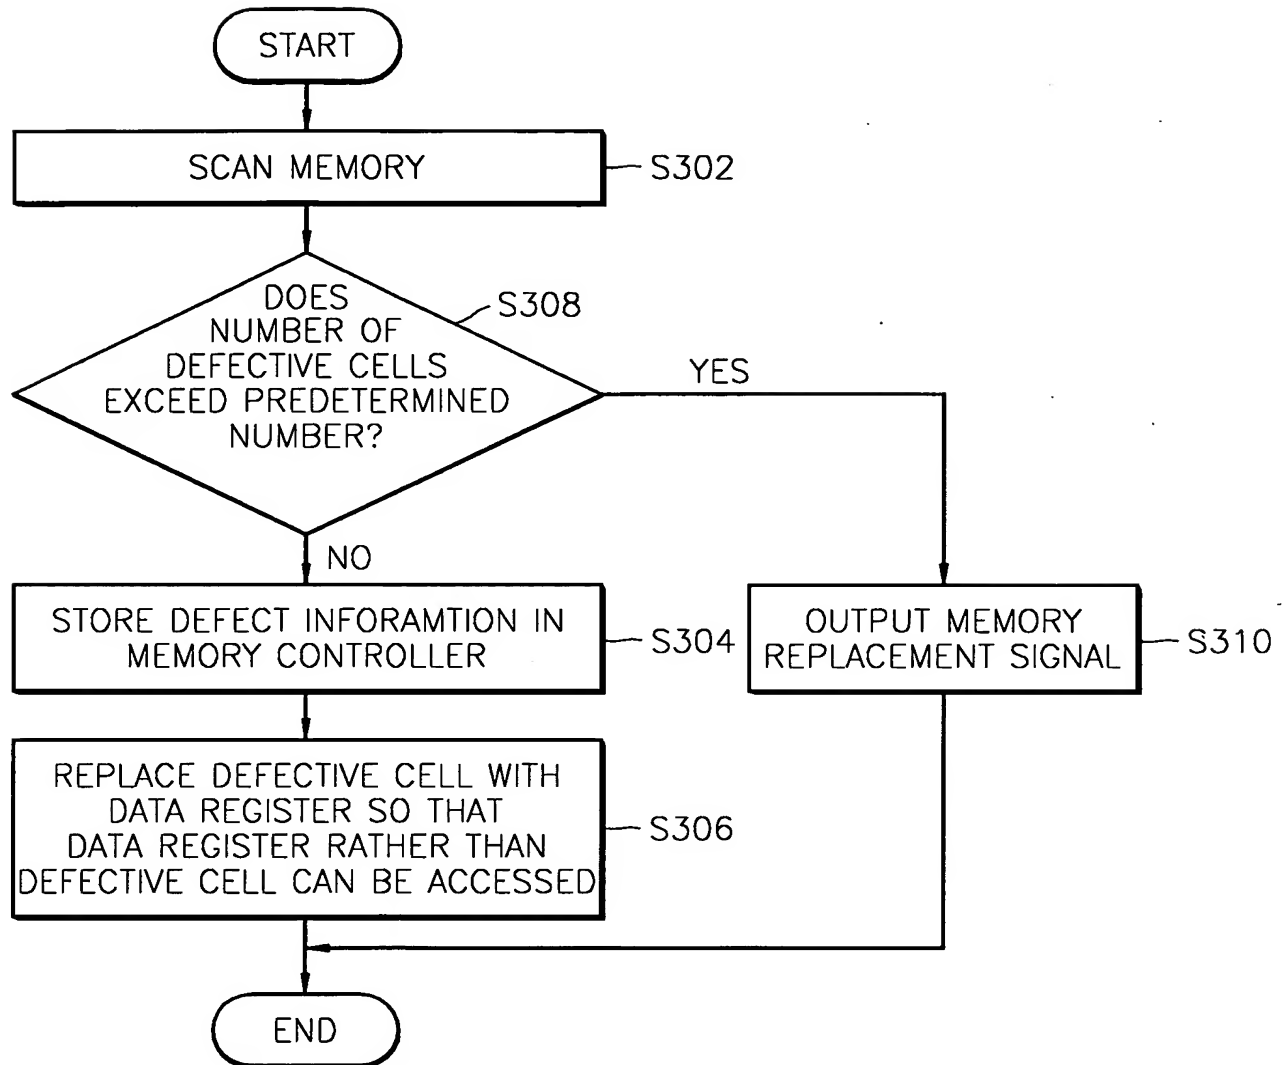 START
SCAN MEMORY
S302
DOES
NUMBER OF
DEFECTIVE CELLS
EXCEED PREDETERMINED
NUMBER?
S308
YES
NO
STORE DEFECT INFORAMTION IN
MEMORY CONTROLLER
S304
OUTPUT MEMORY
REPLACEMENT SIGNAL
S310
REPLACE DEFECTIVE CELL WITH
DATA REGISTER SO THAT
DATA REGISTER RATHER THAN
DEFECTIVE CELL CAN BE ACCESSED
S306
END